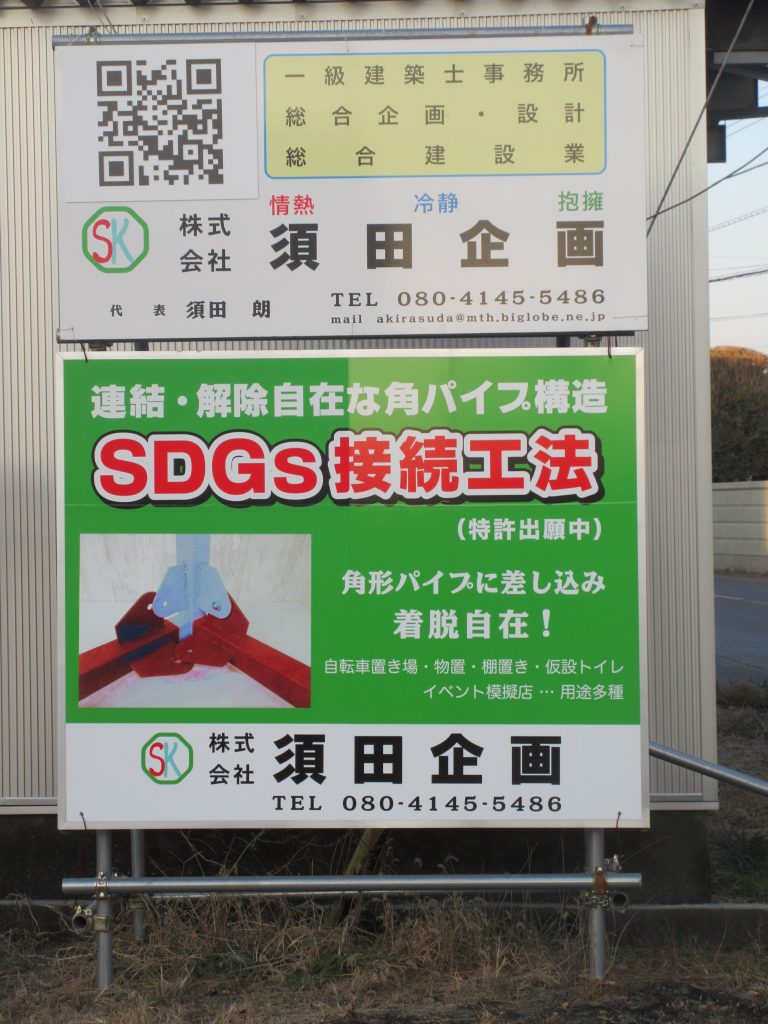 一級建築士事務所
総合企画・設計
総合建設業
情熱 冷静 抱擁
SK 株式会社 須田企画
代表 須田 朗
TEL 080-4145-5486
mail akirasuda@mth.biglobe.ne.jp
連結・解除自在な角パイプ構造
SDGs接続工法
（特許出願中）
角形パイプに差し込み
着脱自在！
自転車置き場・物置・棚置き・仮設トイレ
イベント模擬店…用途多種
SK 株式会社 須田企画
TEL 080-4145-5486